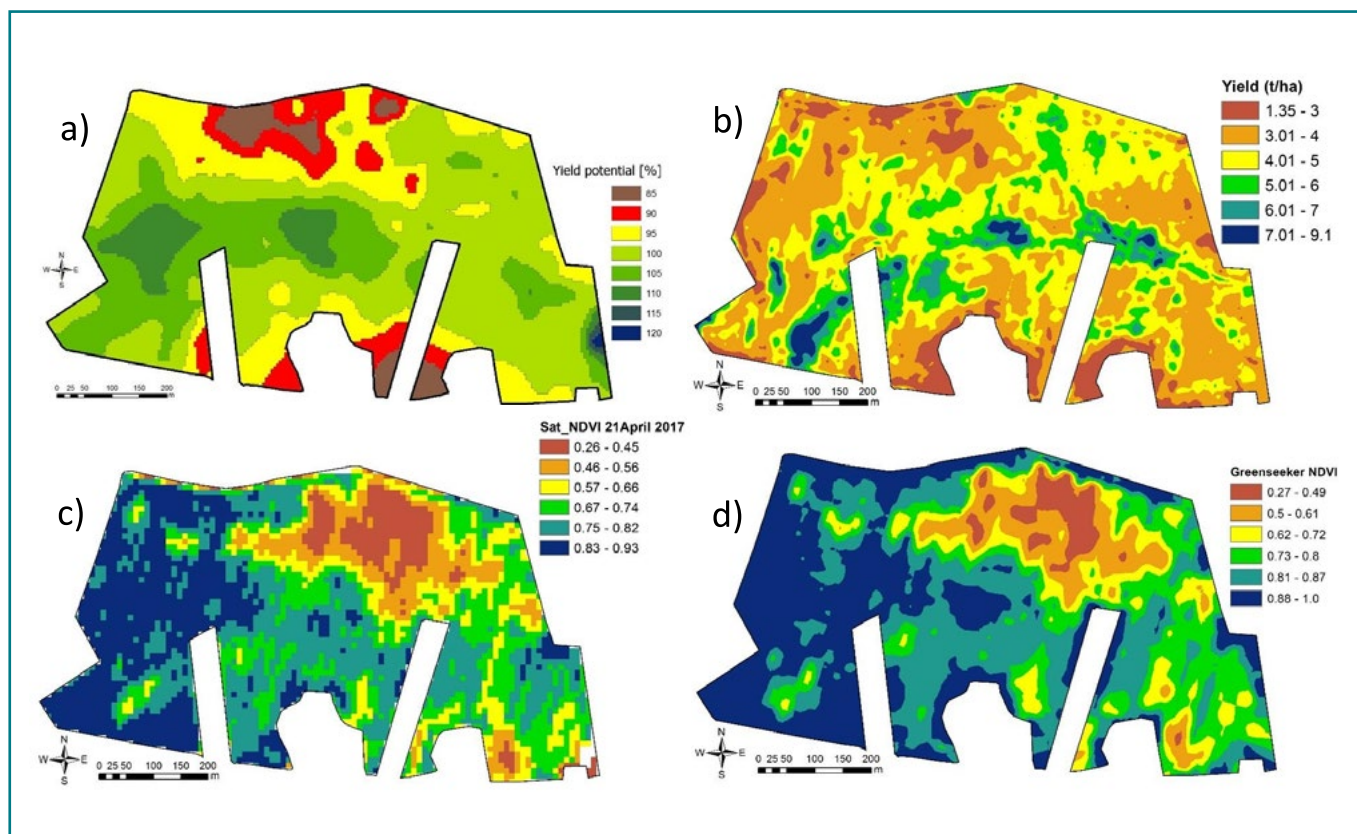 a)
Yield potential [%]
85
90
95
100
105
110
115
120
N
W E
S
0 25 50 100 150 200
m
b)
Yield (t/ha)
1.35 - 3
3.01 - 4
4.01 - 5
5.01 - 6
6.01 - 7
7.01 - 9.1
N
W E
S
0 25 50 100 150 200
m
c)
Sat_NDVI 21April 2017
0.26 - 0.45
0.46 - 0.56
0.57 - 0.66
0.67 - 0.74
0.75 - 0.82
0.83 - 0.93
N
W E
S
0 25 50 100 150 200
m
d)
Greenseeker NDVI
0.27 - 0.49
0.5 - 0.61
0.62 - 0.72
0.73 - 0.8
0.81 - 0.87
0.88 - 1.0
N
W E
S
0 25 50 100 150 200
m